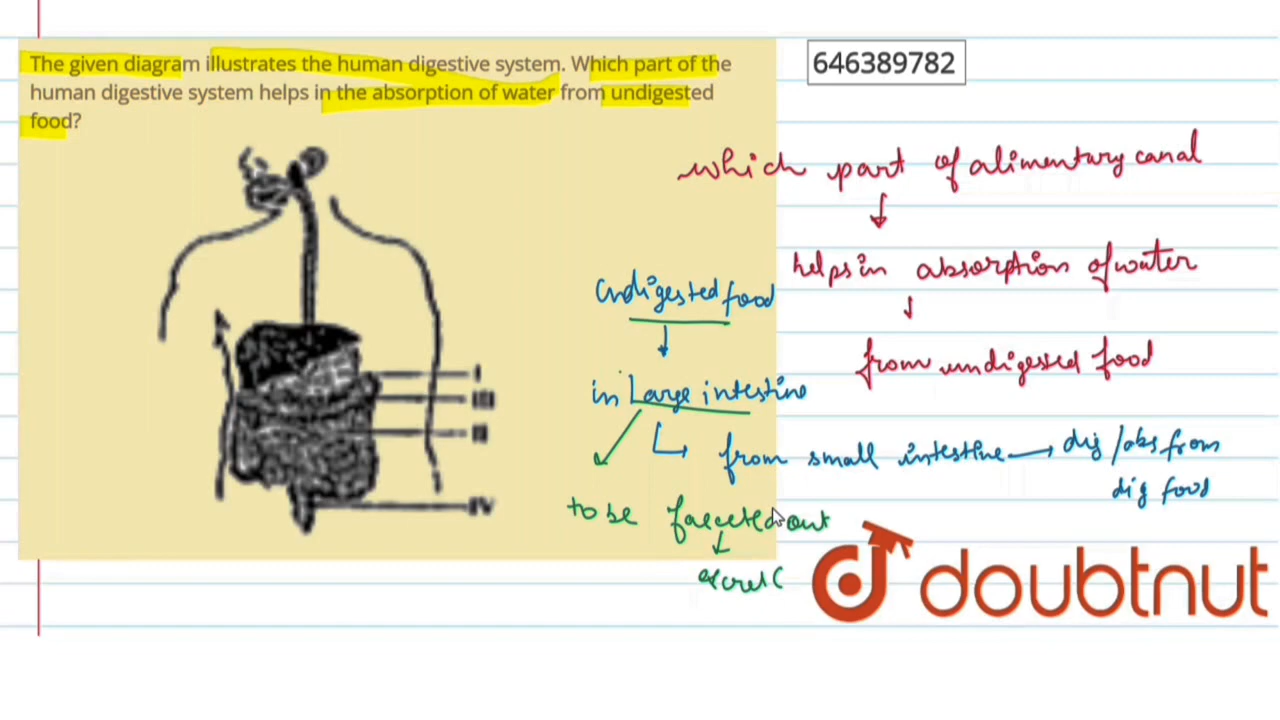 The given diagram illustrates the human digestive system. Which part of the
human digestive system helps in the absorption of water from undigested
food?
646389782
which part of alimentary canal
↓
helps in absorption of water
↓
from undigested food
undigested food
↓
in Large intestine
from small intestine → dig/abs from
dig food
to be faeceted out
↓
I
III
II
IV
doubtnut